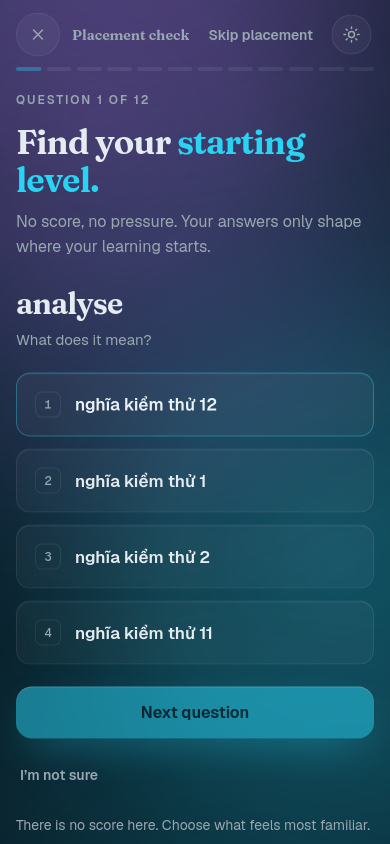 Placement check
Skip placement
QUESTION 1 OF 12
Find your starting
level.
No score, no pressure. Your answers only shape
where your learning starts.
analyse
What does it mean?
1 nghĩa kiểm thử 12
2 nghĩa kiểm thử 1
3 nghĩa kiểm thử 2
4 nghĩa kiểm thử 11
Next question
I'm not sure
There is no score here. Choose what feels most familiar.